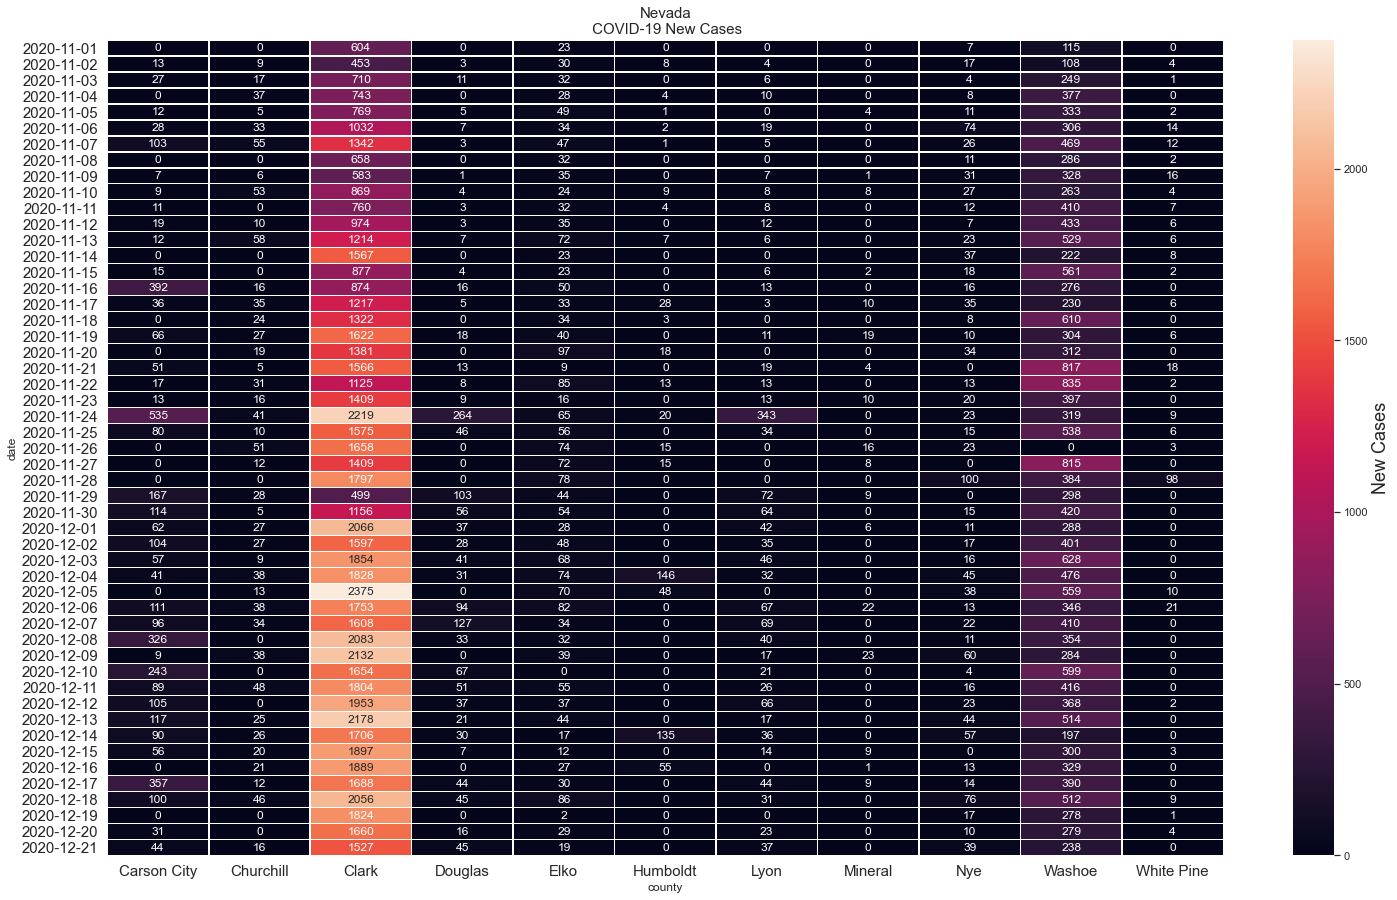 Nevada
COVID-19 New Cases
2020-11-01 0 0 604 0 23 0 0 0 7 115 0
2020-11-02 13 9 453 3 30 8 4 0 17 108 4
2020-11-03 27 17 710 11 32 0 6 0 4 249 1
2020-11-04 0 37 743 0 28 4 10 0 8 377 0
2020-11-05 12 5 769 5 49 1 0 4 11 333 2
2020-11-06 28 33 1032 7 34 2 19 0 74 306 14
2020-11-07 103 55 1342 3 47 1 5 0 26 469 12
2020-11-08 0 0 658 0 32 0 0 0 11 286 2
2020-11-09 7 6 583 1 35 0 7 1 31 328 16
2020-11-10 9 53 869 4 24 9 8 8 27 263 4
2020-11-11 11 0 760 3 32 4 8 0 12 410 7
2020-11-12 19 10 974 3 35 0 12 0 7 433 6
2020-11-13 12 58 1214 7 72 7 6 0 23 529 6
2020-11-14 0 0 1567 0 23 0 0 0 37 222 8
2020-11-15 15 0 877 4 23 0 6 2 18 561 2
2020-11-16 392 16 874 16 50 0 13 0 16 276 0
2020-11-17 36 35 1217 5 33 28 3 10 35 230 6
2020-11-18 0 24 1322 0 34 3 0 0 8 610 0
2020-11-19 66 27 1622 18 40 0 11 19 10 304 6
2020-11-20 0 19 1381 0 97 18 0 0 34 312 0
2020-11-21 51 5 1566 13 9 0 19 4 0 817 18
2020-11-22 17 31 1125 8 85 13 13 0 13 835 2
2020-11-23 13 16 1409 9 16 0 13 10 20 397 0
2020-11-24 535 41 2219 264 65 20 343 0 23 319 9
2020-11-25 80 10 1575 46 56 0 34 0 15 538 6
2020-11-26 0 51 1658 0 74 15 0 16 23 0 3
2020-11-27 0 12 1409 0 72 15 0 8 0 815 0
2020-11-28 0 0 1797 0 78 0 0 0 100 384 98
2020-11-29 167 28 499 103 44 0 72 9 0 298 0
2020-11-30 114 5 1156 56 54 0 64 0 15 420 0
2020-12-01 62 27 2066 37 28 0 42 6 11 288 0
2020-12-02 104 27 1597 28 48 0 35 0 17 401 0
2020-12-03 57 9 1854 41 68 0 46 0 16 628 0
2020-12-04 41 38 1828 31 74 146 32 0 45 476 0
2020-12-05 0 13 2375 0 70 48 0 0 38 559 10
2020-12-06 111 38 1753 94 82 0 67 22 13 346 21
2020-12-07 96 34 1608 127 34 0 69 0 22 410 0
2020-12-08 326 0 2083 33 32 0 40 0 11 354 0
2020-12-09 9 38 2132 0 39 0 17 23 60 284 0
2020-12-10 243 0 1654 67 0 0 21 0 4 599 0
2020-12-11 89 48 1804 51 55 0 26 0 16 416 0
2020-12-12 105 0 1953 37 37 0 66 0 23 368 2
2020-12-13 117 25 2178 21 44 0 17 0 44 514 0
2020-12-14 90 26 1706 30 17 135 36 0 57 197 0
2020-12-15 56 20 1897 7 12 0 14 9 0 300 3
2020-12-16 0 21 1889 0 27 55 0 1 13 329 0
2020-12-17 357 12 1688 44 30 0 44 9 14 390 0
2020-12-18 100 46 2056 45 86 0 31 0 76 512 9
2020-12-19 0 0 1824 0 2 0 0 0 17 278 1
2020-12-20 31 0 1660 16 29 0 23 0 10 279 4
2020-12-21 44 16 1527 45 19 0 37 0 39 238 0
Carson City Churchill Clark Douglas Elko Humboldt Lyon Mineral Nye Washoe White Pine
county
date
2000
1500
1000
500
0
New Cases